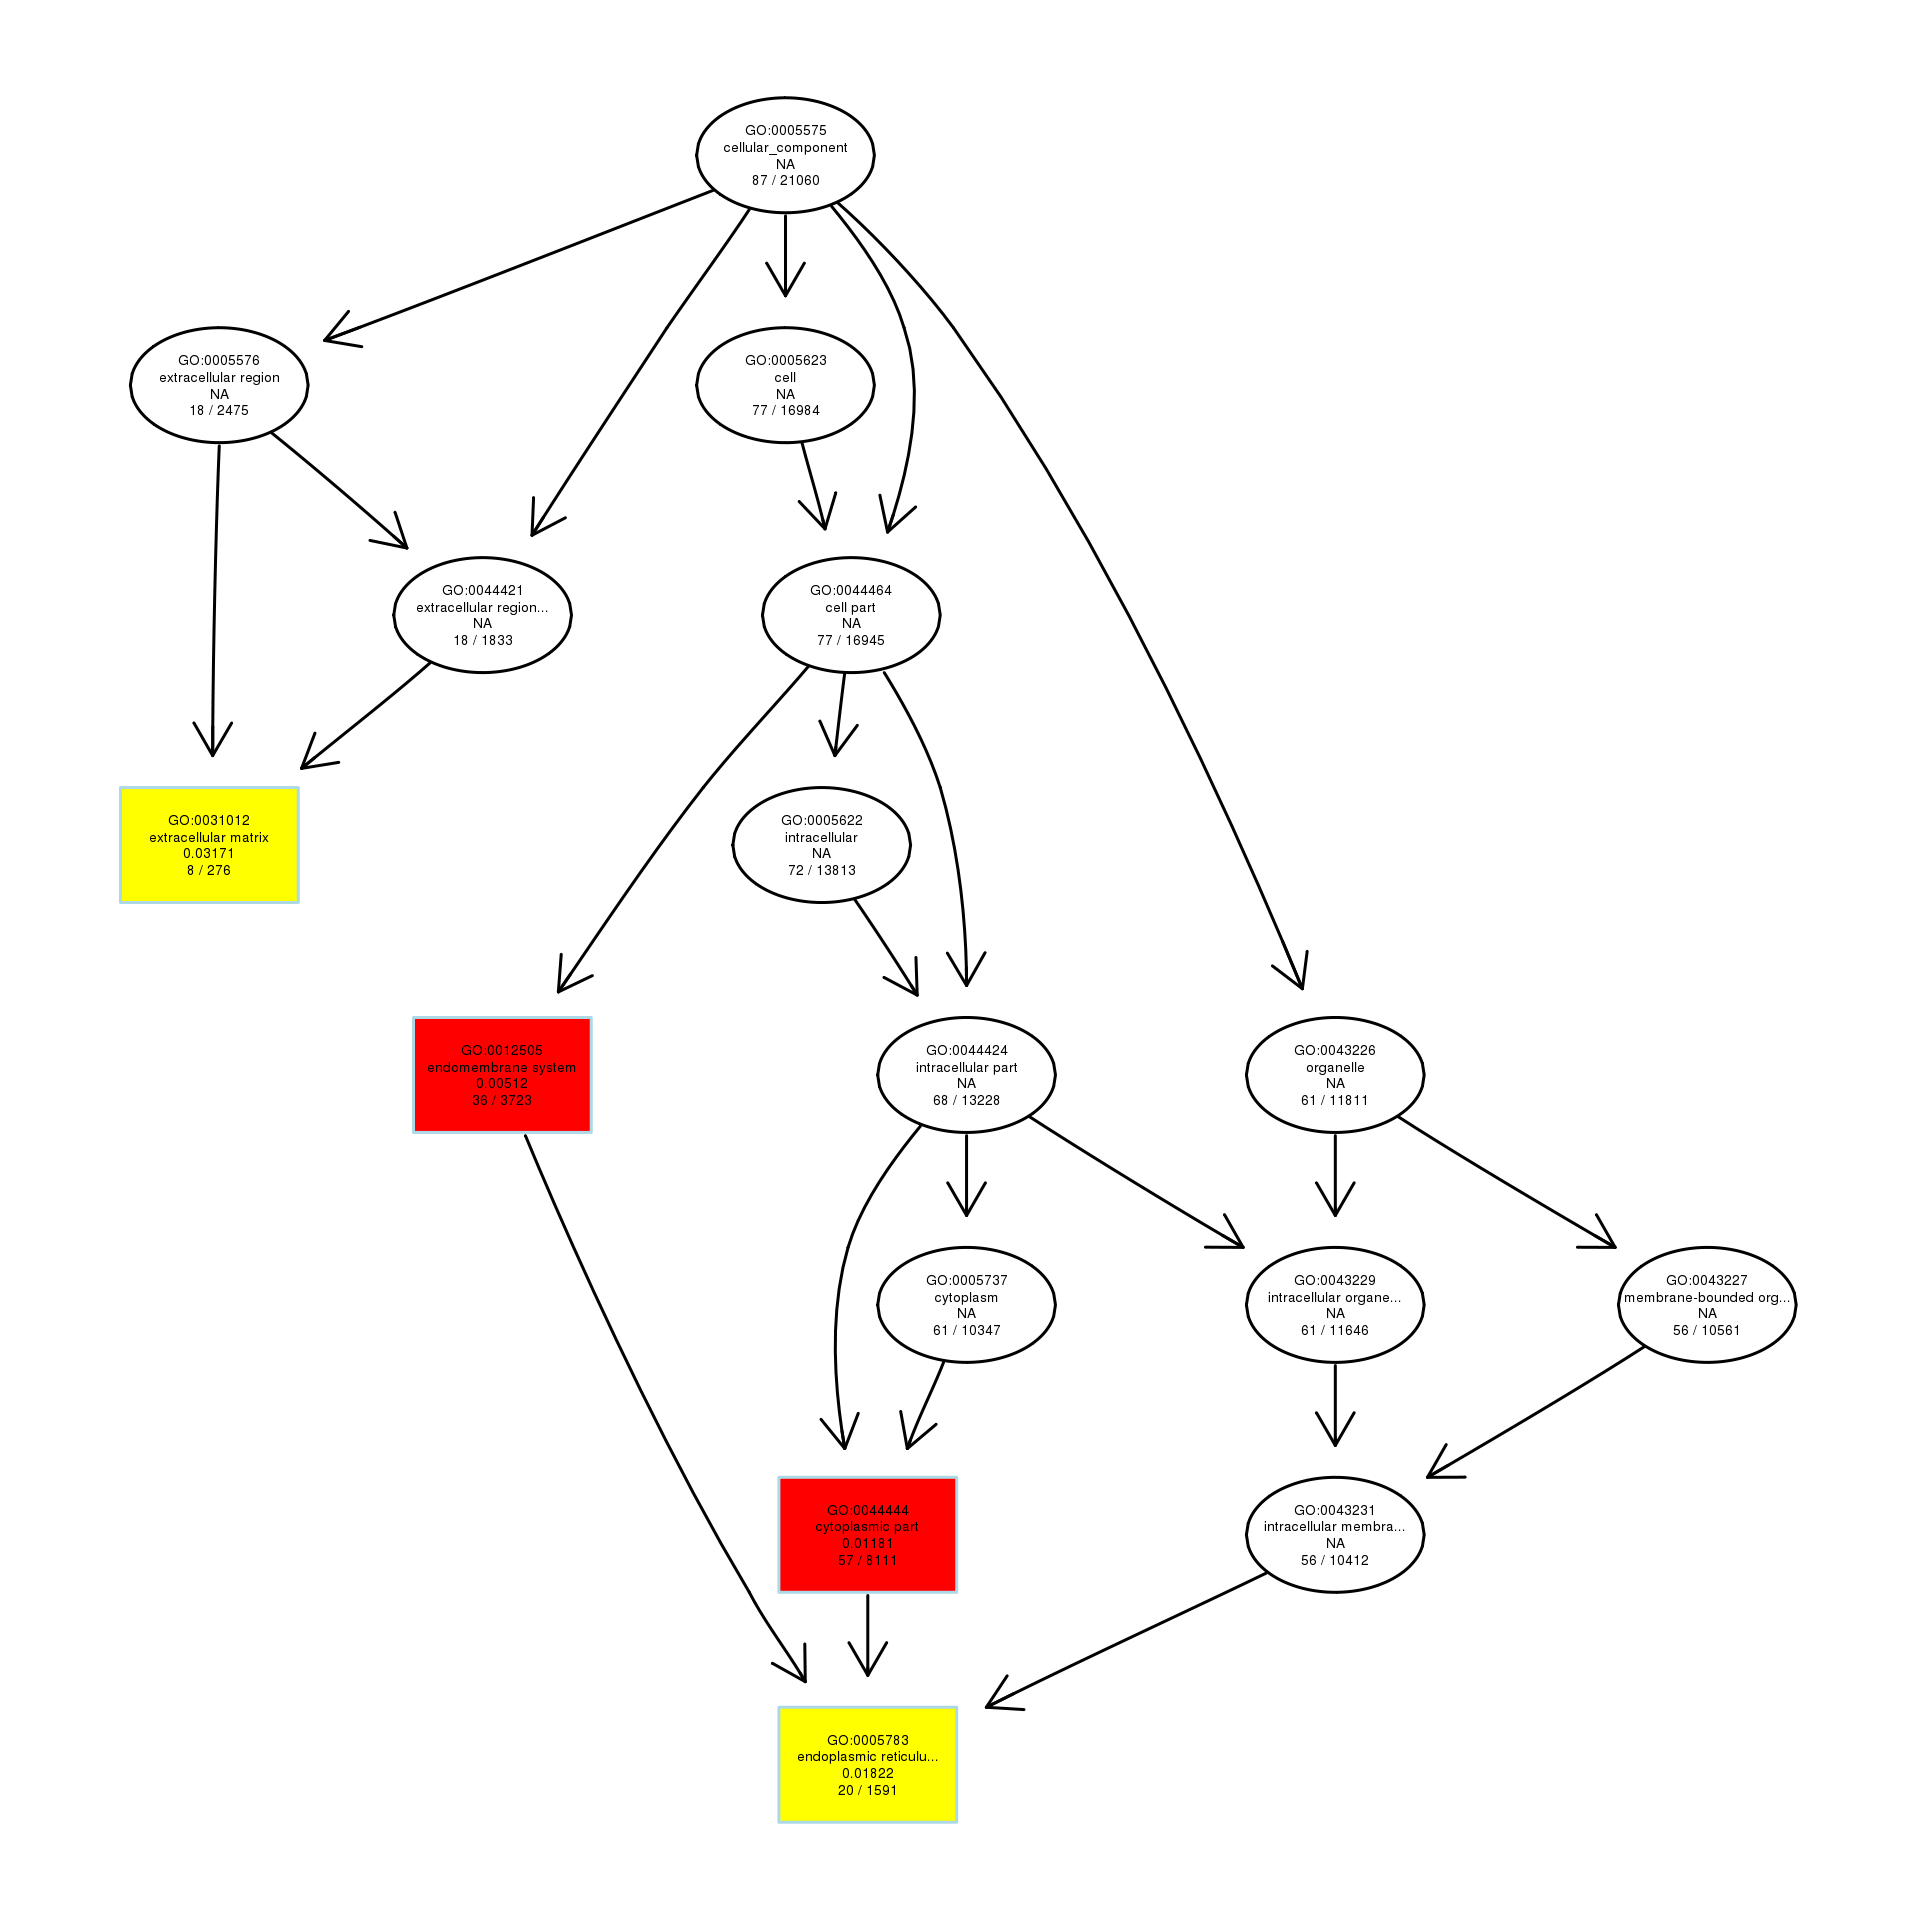 GO:0005575
cellular_component
NA
87 / 21060
GO:0005576
extracellular region
NA
18 / 2475
GO:0005623
cell
NA
77 / 16984
GO:0044421
extracellular region...
NA
18 / 1833
GO:0044464
cell part
NA
77 / 16945
GO:0031012
extracellular matrix
0.03171
8 / 276
GO:0005622
intracellular
NA
72 / 13813
GO:0012505
endomembrane system
0.00512
36 / 3723
GO:0044424
intracellular part
NA
68 / 13228
GO:0043226
organelle
NA
61 / 11811
GO:0005737
cytoplasm
NA
61 / 10347
GO:0043229
intracellular organe...
NA
61 / 11646
GO:0043227
membrane-bounded org...
NA
56 / 10561
GO:0044444
cytoplasmic part
0.01181
57 / 8111
GO:0043231
intracellular membra...
NA
56 / 10412
GO:0005783
endoplasmic reticulu...
0.01822
20 / 1591